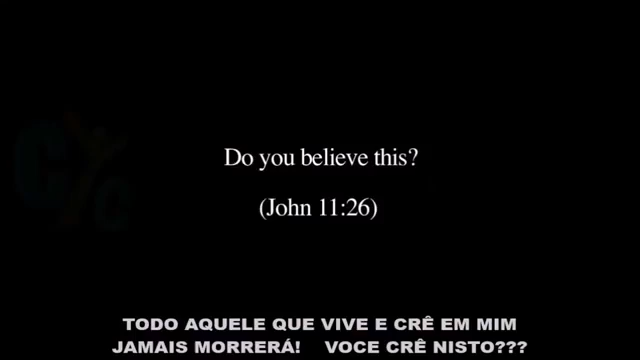 Do you believe this?
(John 11:26)
TODO AQUELE QUE VIVE E CRÊ EM MIM
JAMAIS MORRERÁ! VOCE CRÊ NISTO???